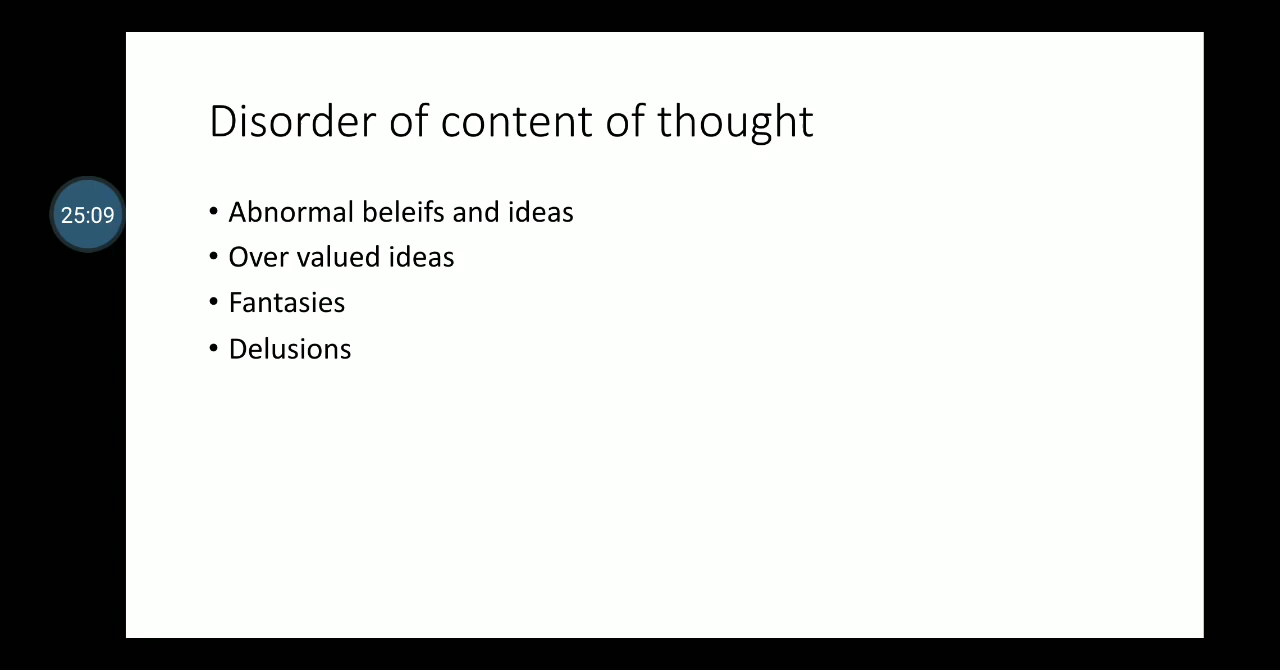 Disorder of content of thought
25:09
• Abnormal beleifs and ideas
• Over valued ideas
• Fantasies
• Delusions